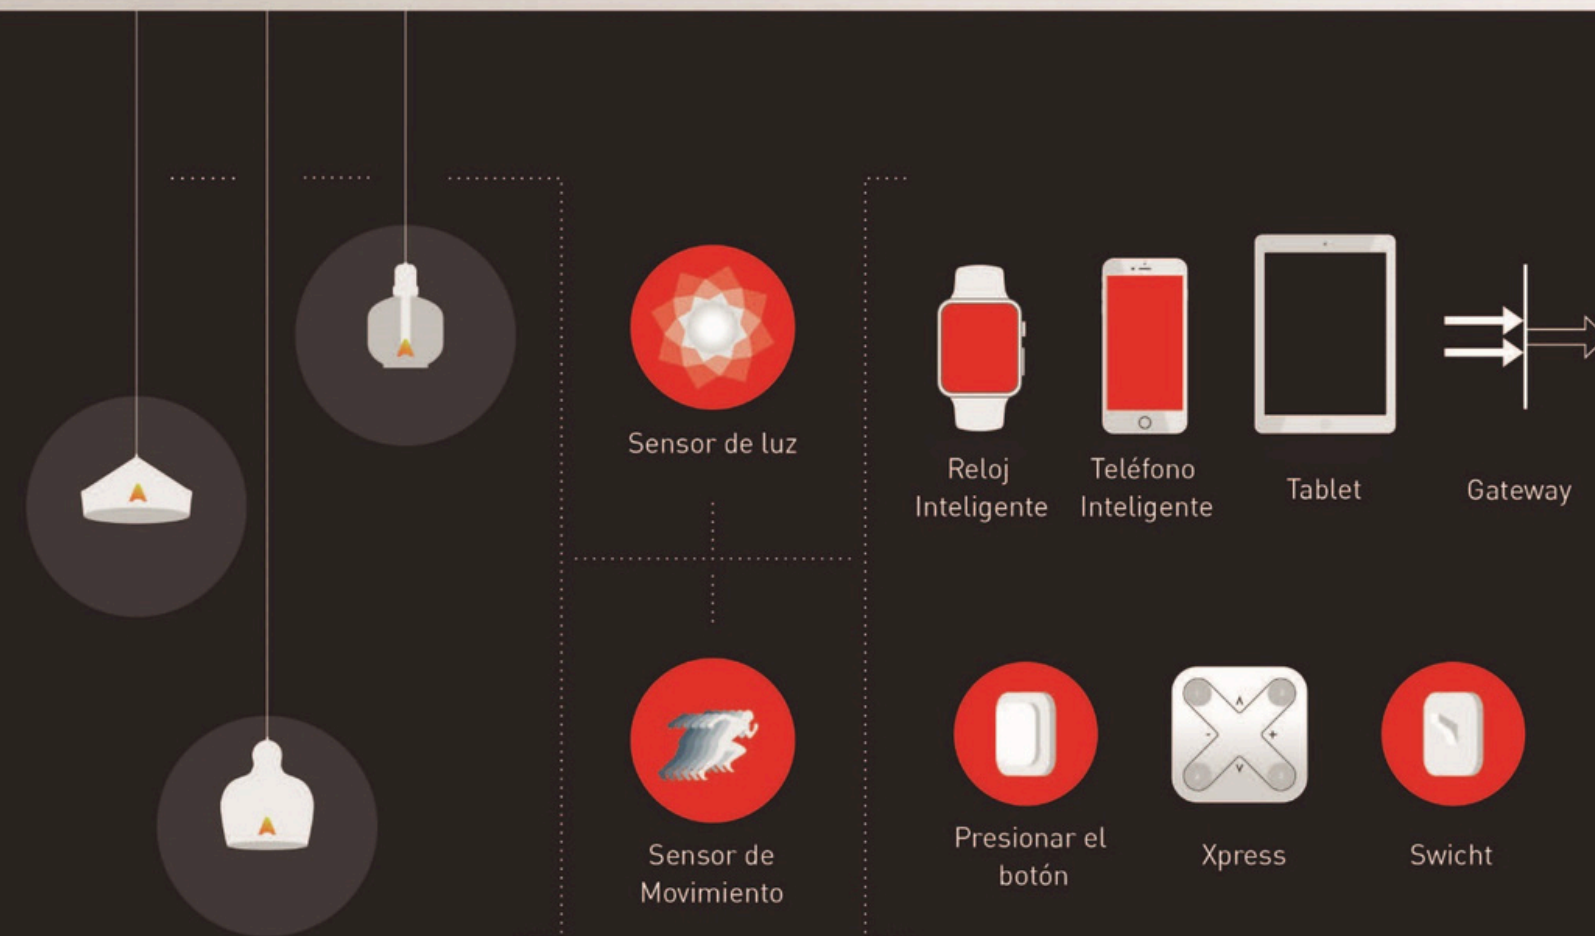 Sensor de luz
Reloj
Inteligente
Teléfono
Inteligente
Tablet
Gateway
Sensor de
Movimiento
Presionar el
botón
Xpress
Swicht